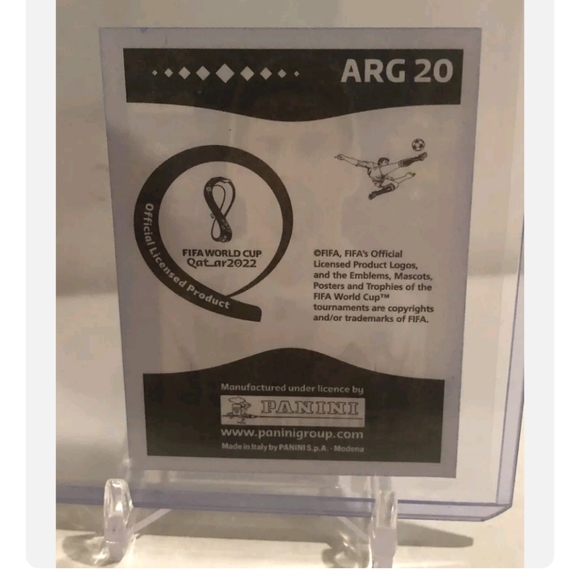 ARG 20
Official Licensed Product
FIFA WORLD CUP
Qatar2022
©FIFA, FIFA's Official
Licensed Product Logos,
and the Emblems, Mascots,
Posters and Trophies of the
FIFA World Cup™
tournaments are copyrights
and/or trademarks of FIFA.
Manufactured under licence by
PANINI
www.paninigroup.com
Made in Italy by PANINI S.p.A. - Modena